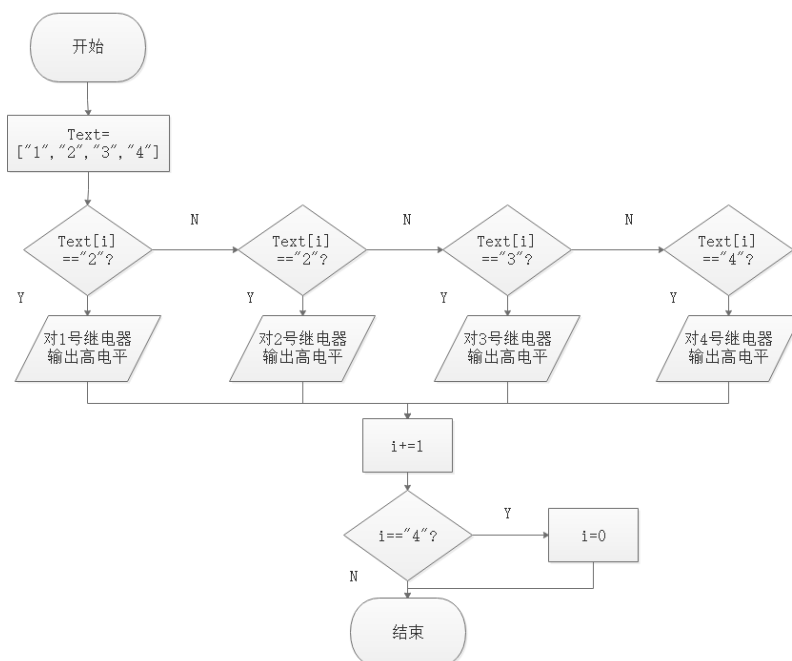 开始
Text=
["1","2","3","4"]
N
N
N
Text[i]
=="2"?
Text[i]
=="2"?
Text[i]
=="3"?
Text[i]
=="4"?
Y
Y
Y
Y
对1号继电器
输出高电平
对2号继电器
输出高电平
对3号继电器
输出高电平
对4号继电器
输出高电平
i+=1
i=="4"?
Y
i=0
N
结束